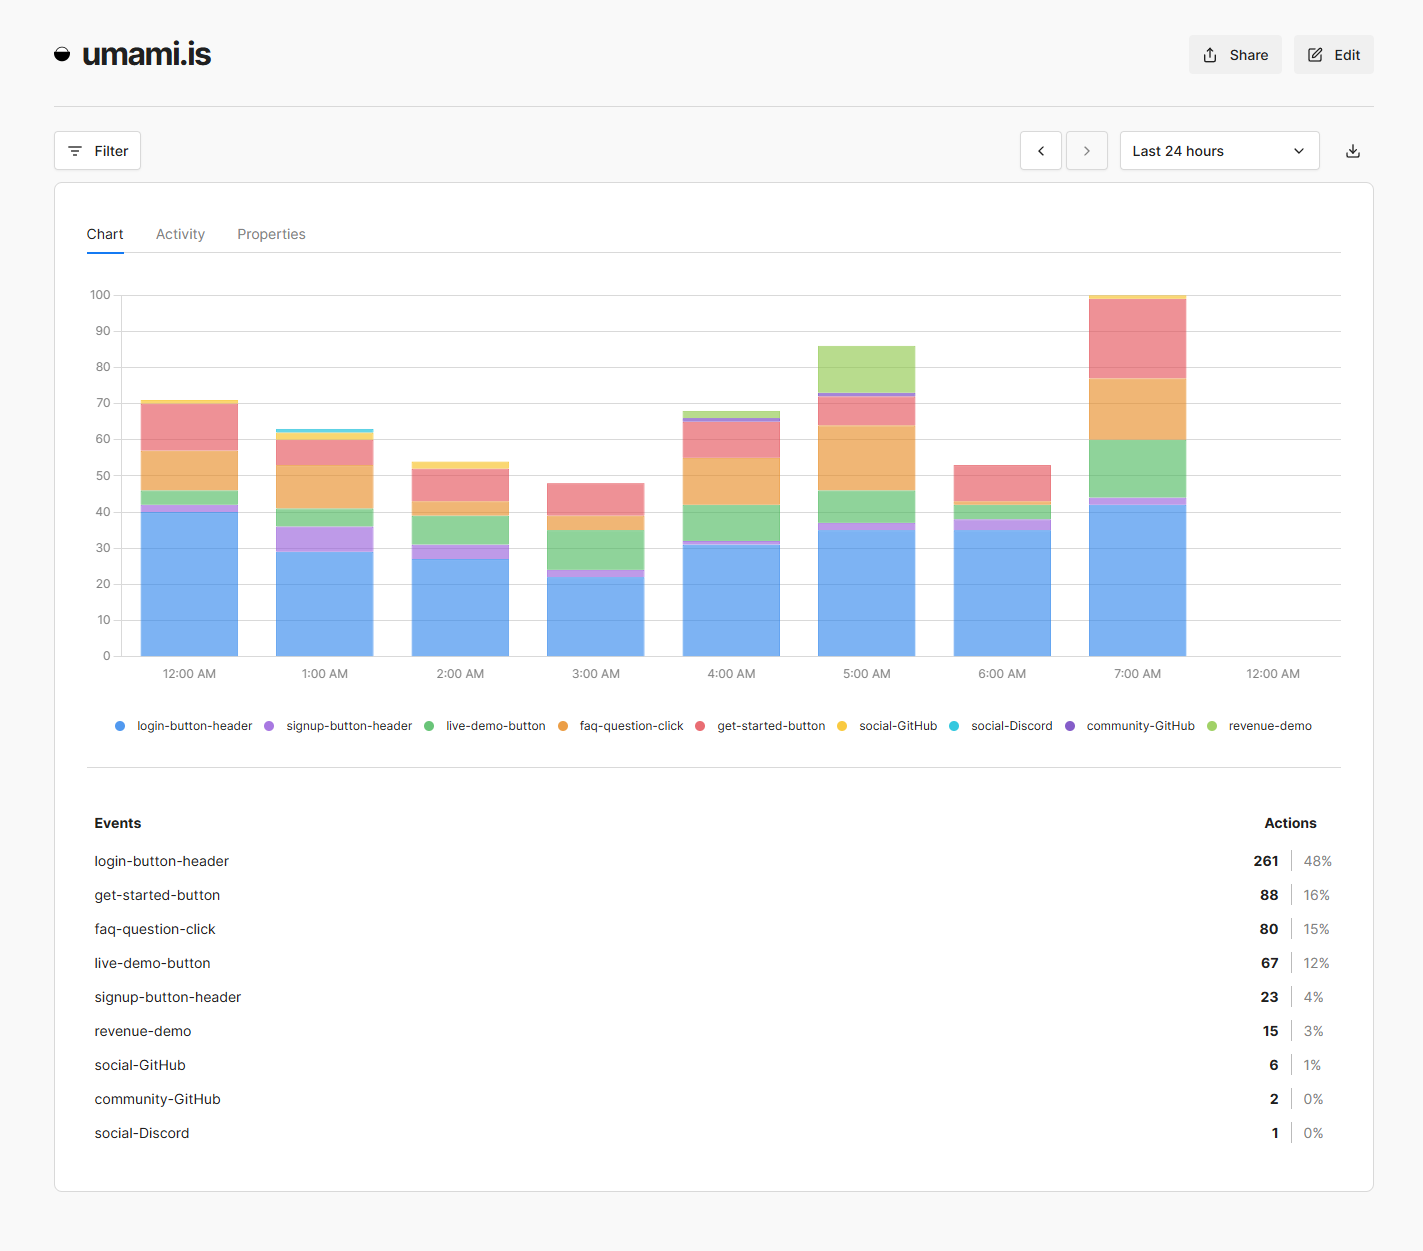 umami.is
Share
Edit
Filter
Last 24 hours
Chart Activity Properties
100
90
80
70
60
50
40
30
20
10
0
12:00 AM 1:00 AM 2:00 AM 3:00 AM 4:00 AM 5:00 AM 6:00 AM 7:00 AM 12:00 AM
login-button-header signup-button-header live-demo-button faq-question-click get-started-button social-GitHub social-Discord community-GitHub revenue-demo
Events Actions
login-button-header 261 48%
get-started-button 88 16%
faq-question-click 80 15%
live-demo-button 67 12%
signup-button-header 23 4%
revenue-demo 15 3%
social-GitHub 6 1%
community-GitHub 2 0%
social-Discord 1 0%